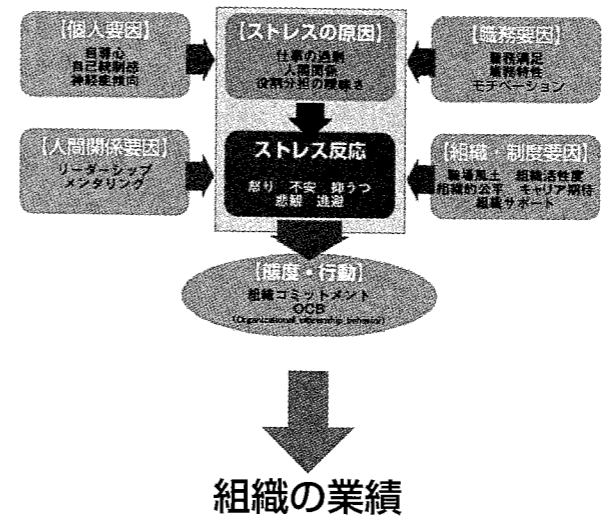 【個人要因】
自尊心
自己統制感
神経症傾向
【ストレスの原因】
仕事の過剰
人間関係
役割分担の曖昧さ
【職務要因】
職務満足
職務特性
モチベーション
【人間関係要因】
リーダーシップ
メンタリング
ストレス反応
怒り 不安 抑うつ
悲観 逃避
【組織・制度要因】
職場風土 組織活性度
組織的公平 キャリア期待
組織サポート
【態度・行動】
組織コミットメント
OCB
(Organizational citizenship behavior)
組織の業績